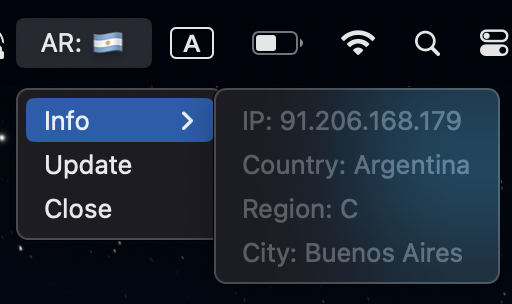 AR: 🇦🇷 A
Info
Update
Close
IP: 91.206.168.179
Country: Argentina
Region: C
City: Buenos Aires